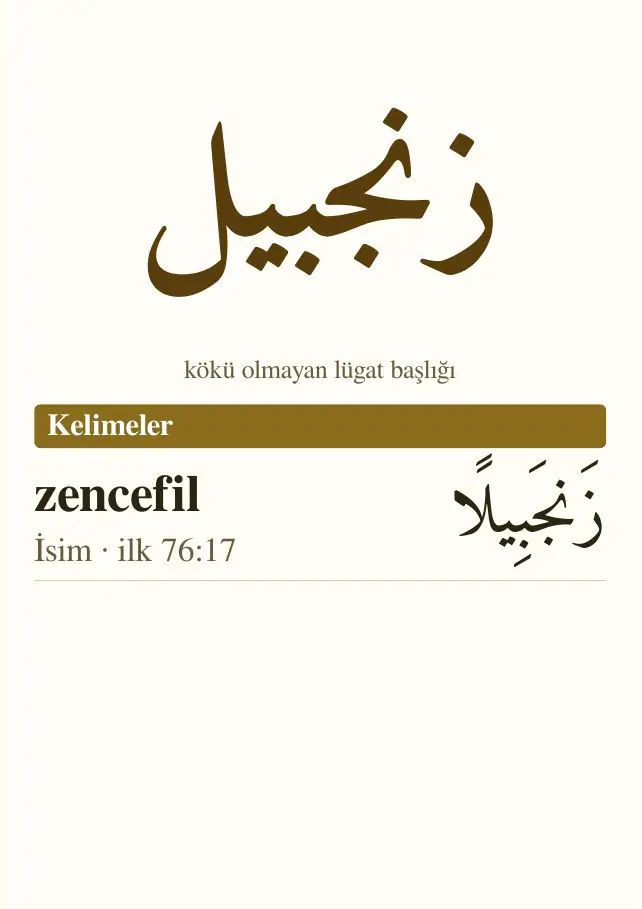 زنجبيل
kökü olmayan lügat başlığı
Kelimeler
zencefil زَنجَبِيلًا
İsim · ilk 76:17